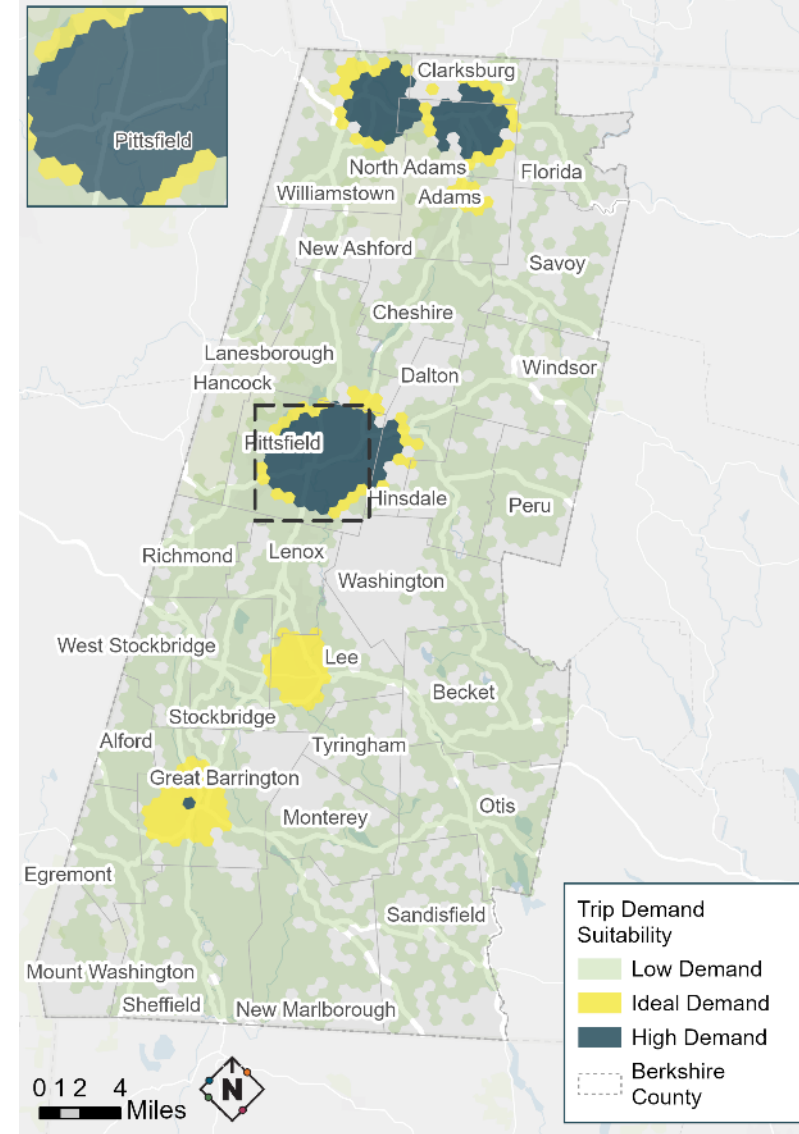 Pittsfield
Clarksburg
North Adams
Florida
Williamstown
Adams
New Ashford
Savoy
Cheshire
Lanesborough
Windsor
Hancock
Dalton
Pittsfield
Hinsdale
Peru
Richmond
Lenox
Washington
West Stockbridge
Lee
Becket
Stockbridge
Alford
Tyringham
Great Barrington
Otis
Monterey
Egremont
Sandisfield
Mount Washington
Sheffield
New Marlborough
Trip Demand
Suitability
Low Demand
Ideal Demand
High Demand
Berkshire
County
0 1 2 4
Miles
N